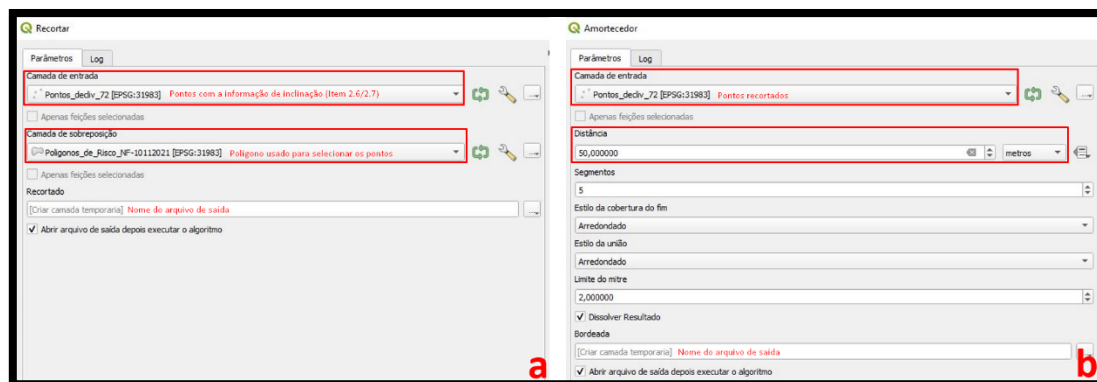 Recortar
Parâmetros Log
Camada de entrada
Pontos_decliv_72 [EPSG:31983] Pontos com a informação de inclinação (Item 2.6/2.7)
Apenas feições selecionadas
Camada de sobreposição
Poligonos_de_Risco_NF-10112021 [EPSG:31983] Polígono usado para selecionar os pontos
Apenas feições selecionadas
Recortado
[Criar camada temporaria] Nome do arquivo de saída
Abrir arquivo de saída depois executar o algoritmo
a
Amortecedor
Parâmetros Log
Camada de entrada
Pontos_decliv_72 [EPSG:31983] Pontos recortados
Apenas feições selecionadas
Distância
50,000000 metros
Segmentos
5
Estilo da cobertura do fim
Arredondado
Estilo da união
Arredondado
Limite do mitre
2,000000
Dissolver Resultado
Bordeada
[Criar camada temporaria] Nome do arquivo de saída
Abrir arquivo de saída depois executar o algoritmo
b